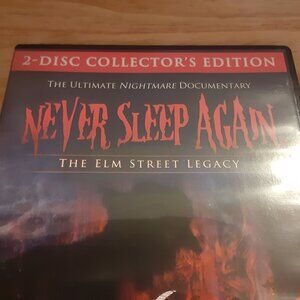 2-DISC COLLECTOR'S EDITION
THE ULTIMATE NIGHTMARE DOCUMENTARY
NEVER SLEEP AGAIN
THE ELM STREET LEGACY